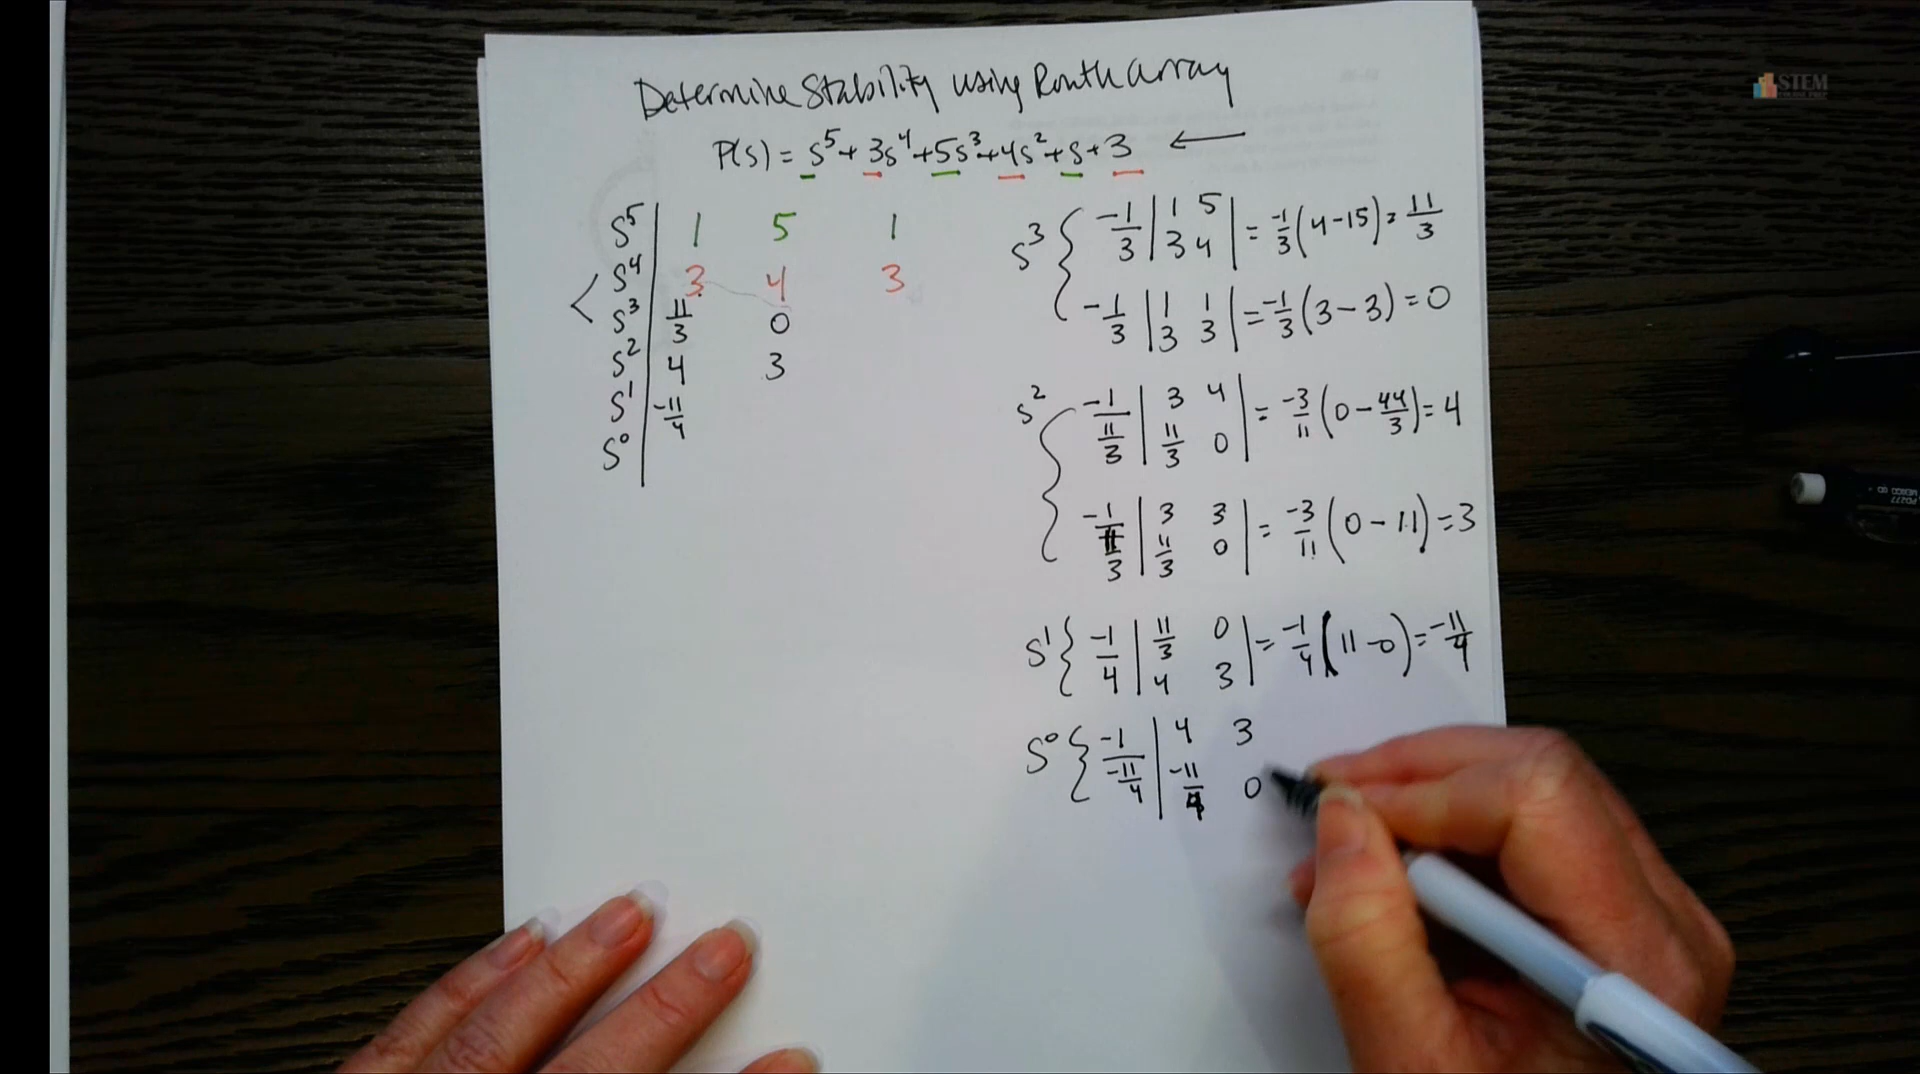 Determine Stability using Routh array
P(s) = s⁵ + 3s⁴ + 5s³ + 4s² + s + 3 ←
s⁵ | 1 5 1
s⁴ | 3 4 3
s³ | 11/3 0
s² | 4 3
s¹ | -11/4
s⁰ |
s³ { -1/3 | 1 5 ; 3 4 | = -1/3 (4 - 15) = 11/3
-1/3 | 1 1 ; 3 3 | = -1/3 (3 - 3) = 0
s² { -1/(11/3) | 3 4 ; 11/3 0 | = -3/11 (0 - 44/3) = 4
-1/(11/3) | 3 3 ; 11/3 0 | = -3/11 (0 - 11) = 3
s¹ { -1/4 | 11/3 0 ; 4 3 | = -1/4 (11 - 0) = -11/4
s⁰ { -1/(-11/4) | 4 3 ; -11/4 0
STEM